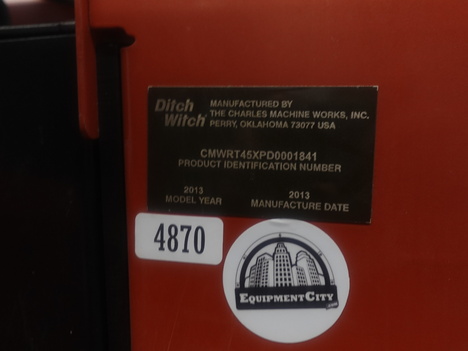 Ditch
Witch
MANUFACTURED BY
THE CHARLES MACHINE WORKS, INC.
PERRY, OKLAHOMA 73077 USA
CMWRT45XPD0001841
PRODUCT IDENTIFICATION NUMBER
2013
MODEL YEAR
2013
MANUFACTURE DATE
4870
EQUIPMENTCITY
.com